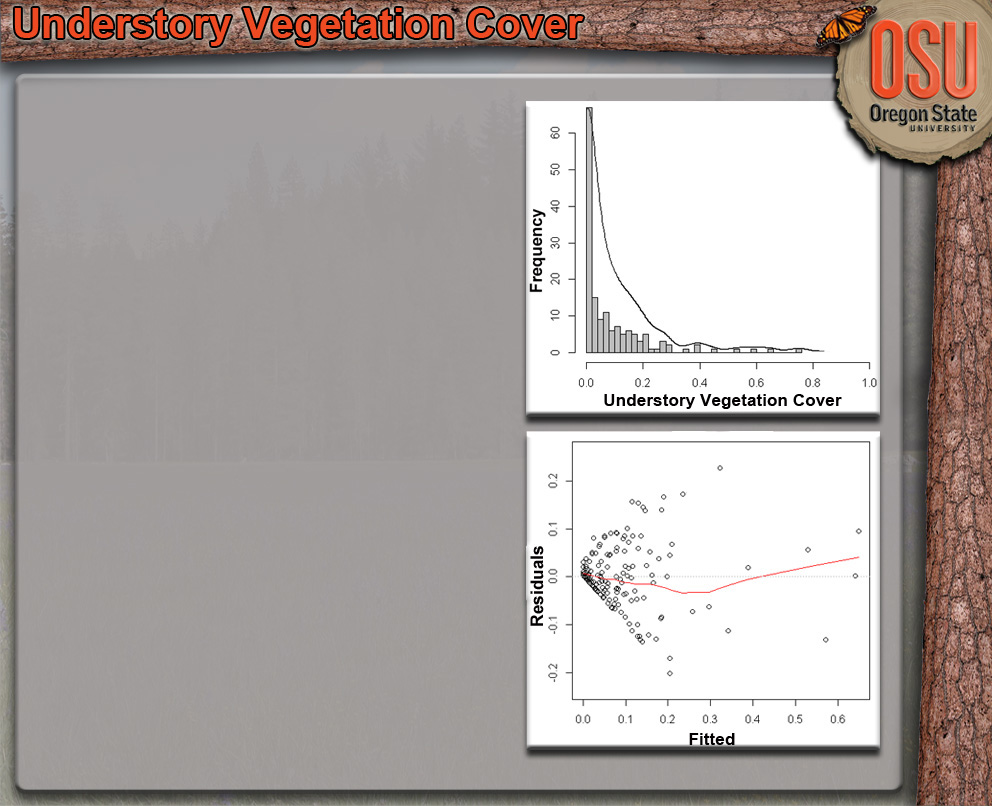 Understory Vegetation Cover
OSU
Oregon State
UNIVERSITY
Frequency
60
50
40
30
20
10
0
0.0 0.2 0.4 0.6 0.8 1.0
Understory Vegetation Cover
Residuals
0.2
0.1
0.0
-0.1
-0.2
0.0 0.1 0.2 0.3 0.4 0.5 0.6
Fitted